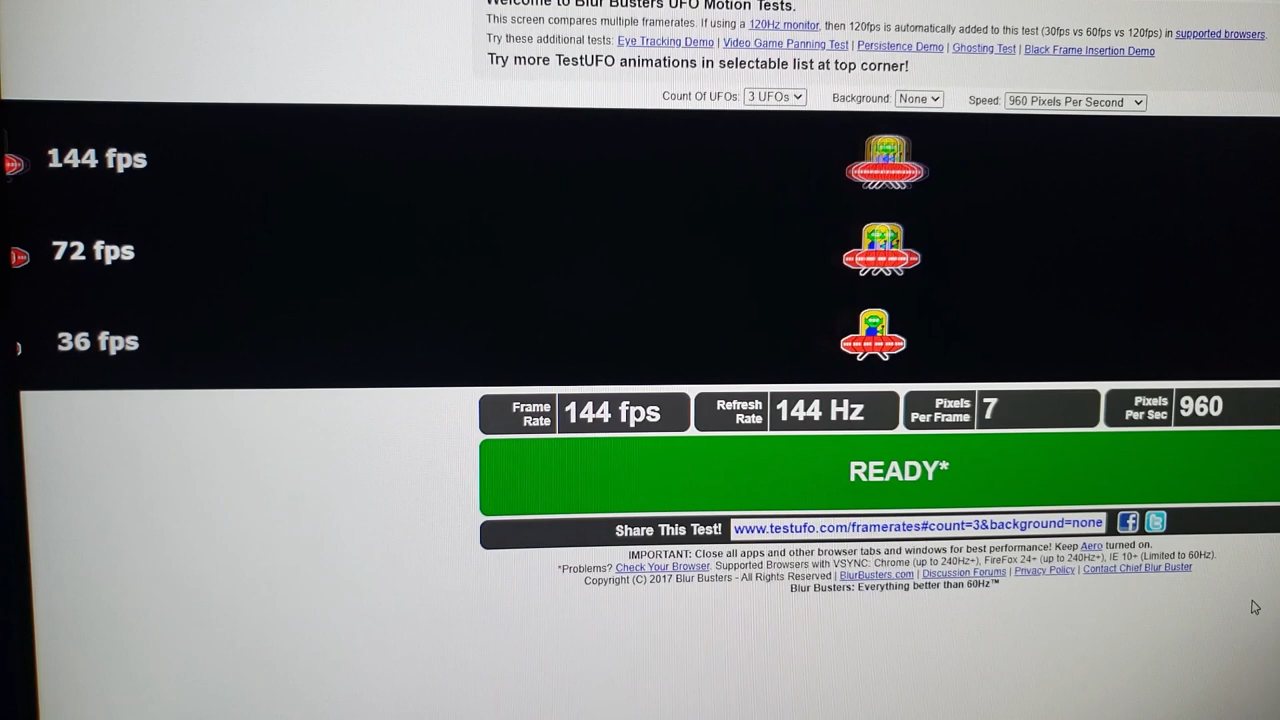 Welcome to Blur Busters UFO Motion Tests.
This screen compares multiple framerates. If using a 120Hz monitor, then 120fps is automatically added to this test (30fps vs 60fps vs 120fps) in supported browsers.
Try these additional tests: Eye Tracking Demo | Video Game Panning Test | Persistence Demo | Ghosting Test | Black Frame Insertion Demo
Try more TestUFO animations in selectable list at top corner!
Count Of UFOs: 3 UFOs Background: None Speed: 960 Pixels Per Second
144 fps
72 fps
36 fps
Frame Rate 144 fps Refresh Rate 144 Hz Pixels Per Frame 7 Pixels Per Sec 960
READY*
Share This Test! www.testufo.com/framerates#count=3&background=none
IMPORTANT: Close all apps and other browser tabs and windows for best performance! Keep Aero turned on.
*Problems? Check Your Browser. Supported Browsers with VSYNC: Chrome (up to 240Hz+), FireFox 24+ (up to 240Hz+), IE 10+ (Limited to 60Hz).
Copyright (C) 2017 Blur Busters - All Rights Reserved | BlurBusters.com | Discussion Forums | Privacy Policy | Contact Chief Blur Buster
Blur Busters: Everything better than 60Hz™